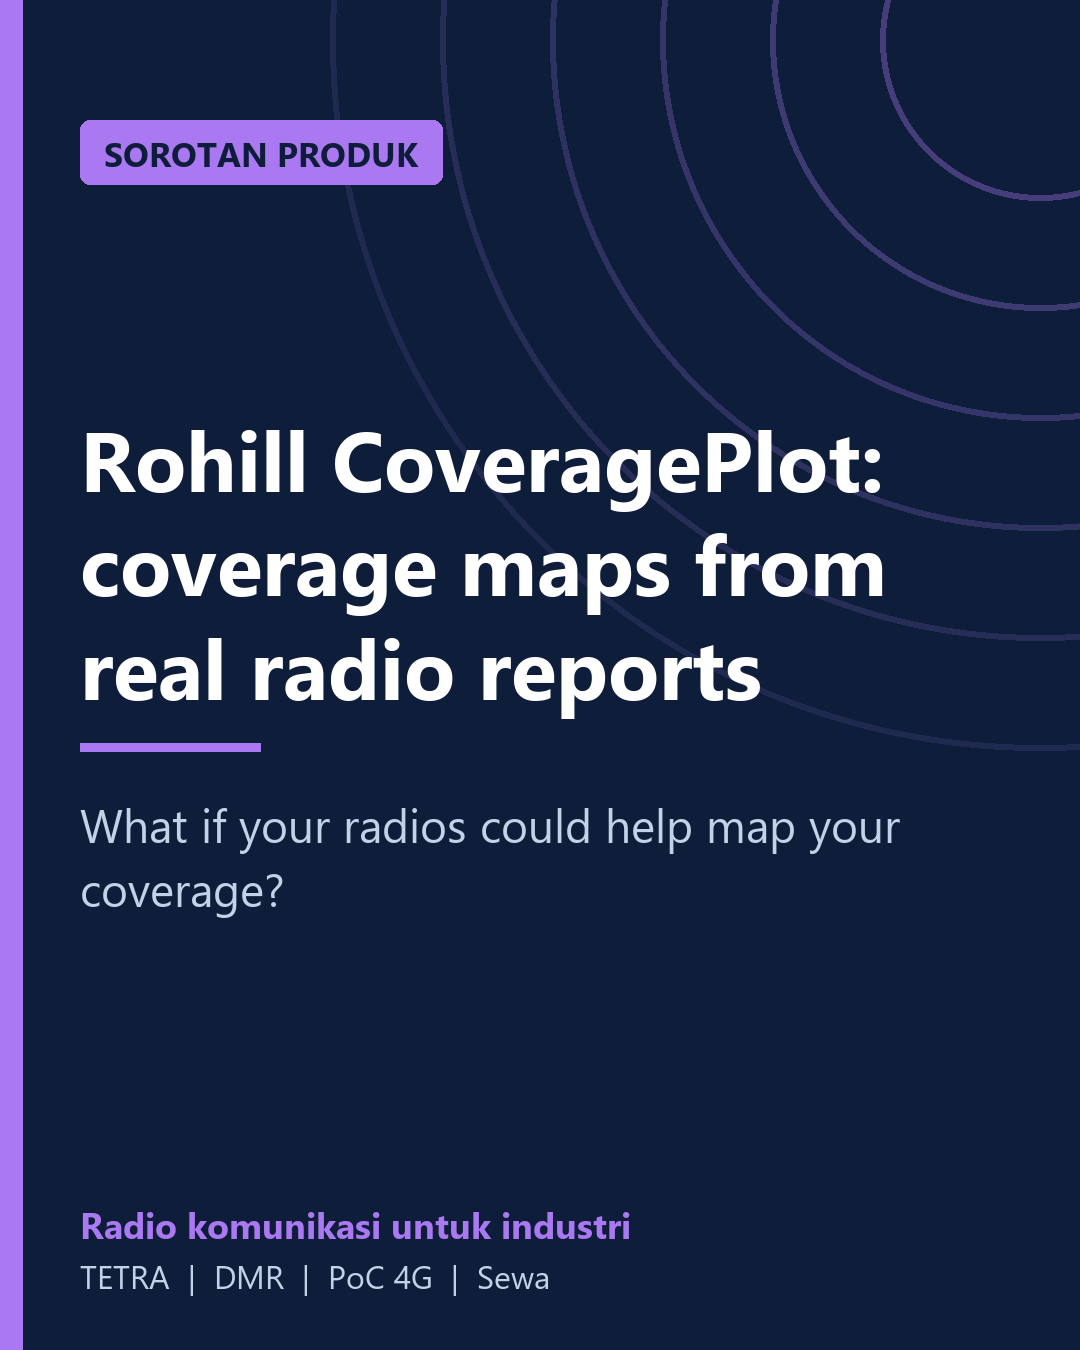 SOROTAN PRODUK
Rohill CoveragePlot:
coverage maps from
real radio reports
What if your radios could help map your
coverage?
Radio komunikasi untuk industri
TETRA | DMR | PoC 4G | Sewa